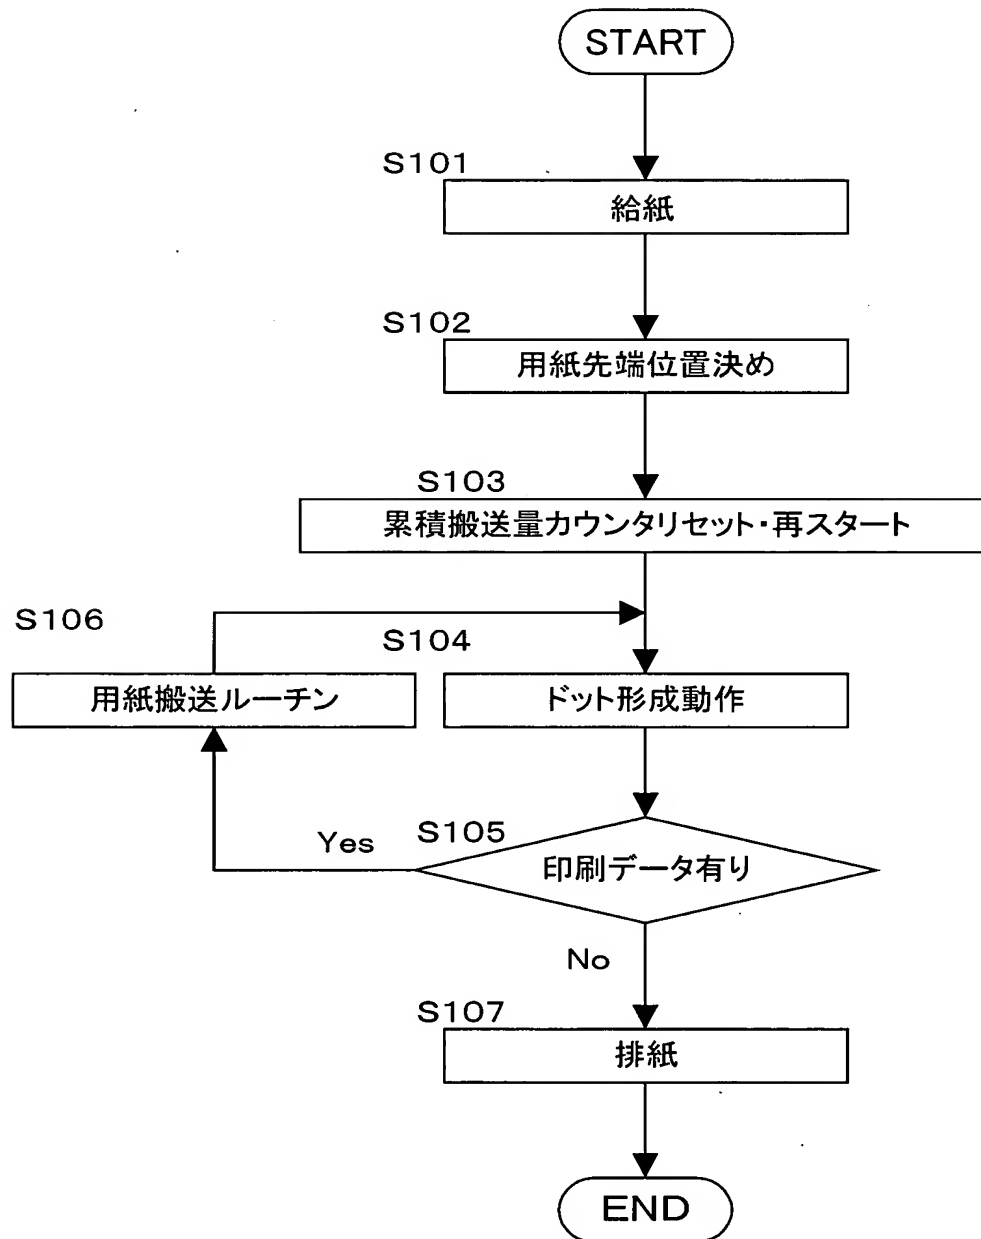 START
S101
給紙
S102
用紙先端位置決め
S103
累積搬送量カウンタリセット・再スタート
S106
S104
用紙搬送ルーチン
ドット形成動作
S105
Yes
印刷データ有り
No
S107
排紙
END